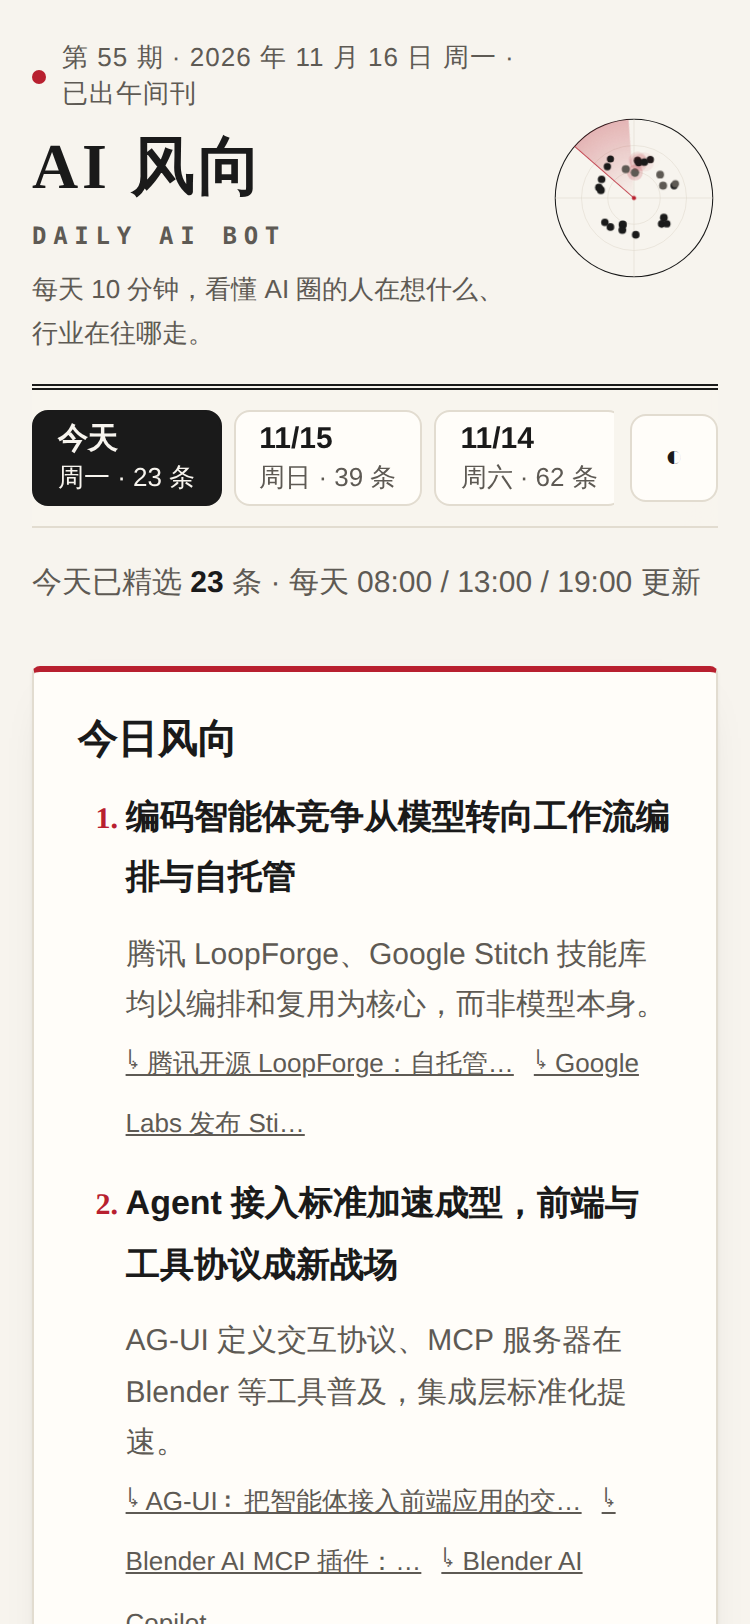 第 55 期 · 2026 年 11 月 16 日 周一 ·
已出午间刊
AI 风向
DAILY AI BOT
每天 10 分钟，看懂 AI 圈的人在想什么、
行业在往哪走。
今天
周一 · 23 条
11/15
周日 · 39 条
11/14
周六 · 62 条
今天已精选 23 条 · 每天 08:00 / 13:00 / 19:00 更新
今日风向
1. 编码智能体竞争从模型转向工作流编
排与自托管
腾讯 LoopForge、Google Stitch 技能库
均以编排和复用为核心，而非模型本身。
↳ 腾讯开源 LoopForge：自托管… ↳ Google
Labs 发布 Sti…
2. Agent 接入标准加速成型，前端与
工具协议成新战场
AG-UI 定义交互协议、MCP 服务器在
Blender 等工具普及，集成层标准化提
速。
↳ AG-UI：把智能体接入前端应用的交… ↳
Blender AI MCP 插件：… ↳ Blender AI
Copilot